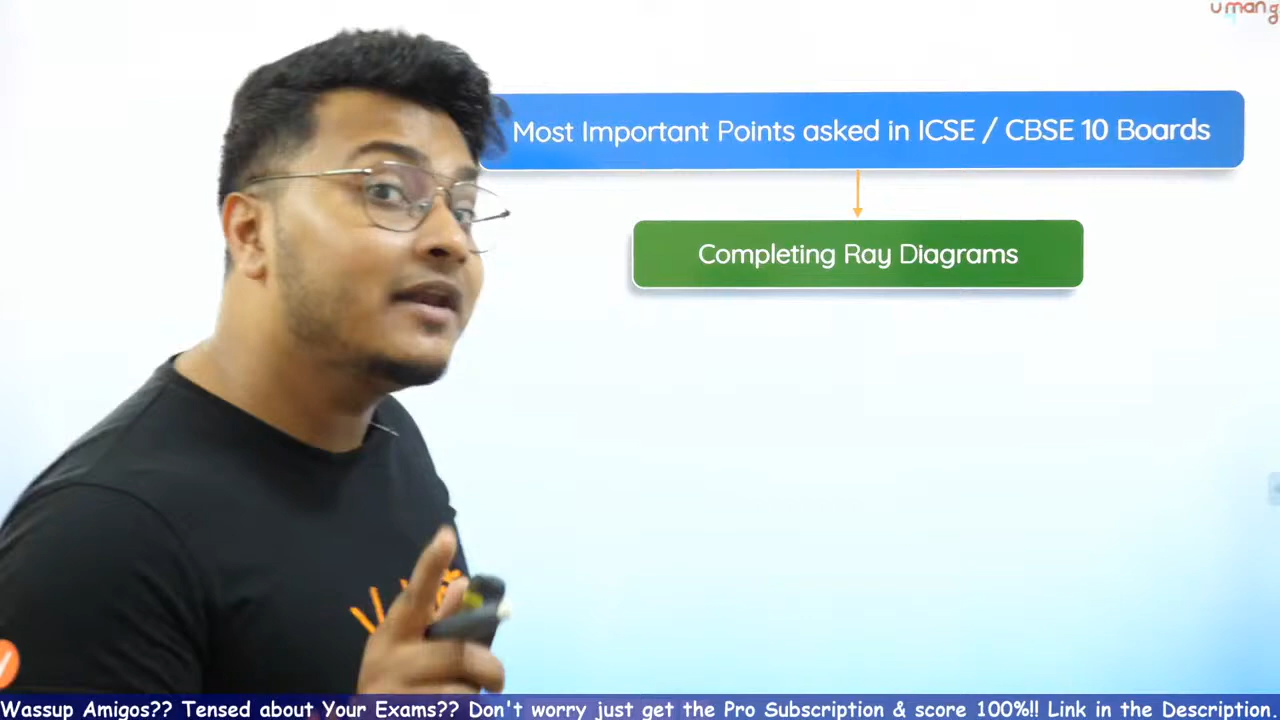 uman
Most Important Points asked in ICSE / CBSE 10 Boards
Completing Ray Diagrams
Wassup Amigos?? Tensed about Your Exams?? Don't worry just get the Pro Subscription & score 100%!! Link in the Description.